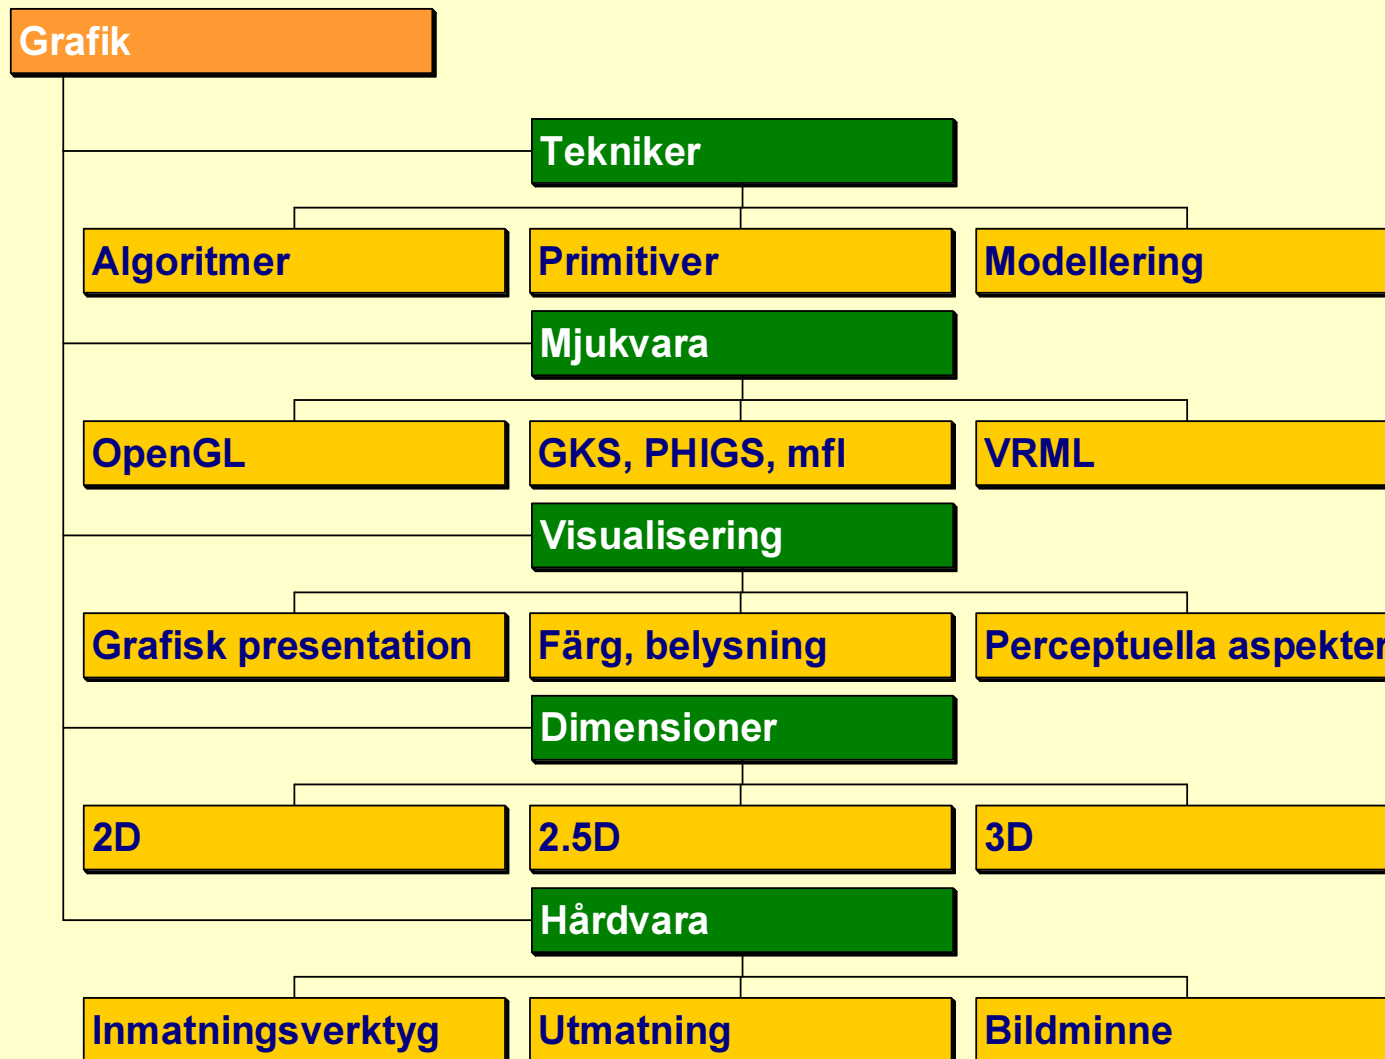 Grafik
Tekniker
Algoritmer
Primitiver
Modellering
Mjukvara
OpenGL
GKS, PHIGS, mfl
VRML
Visualisering
Grafisk presentation
Färg, belysning
Perceptuella aspekter
Dimensioner
2D
2.5D
3D
Hårdvara
Inmatningsverktyg
Utmatning
Bildminne